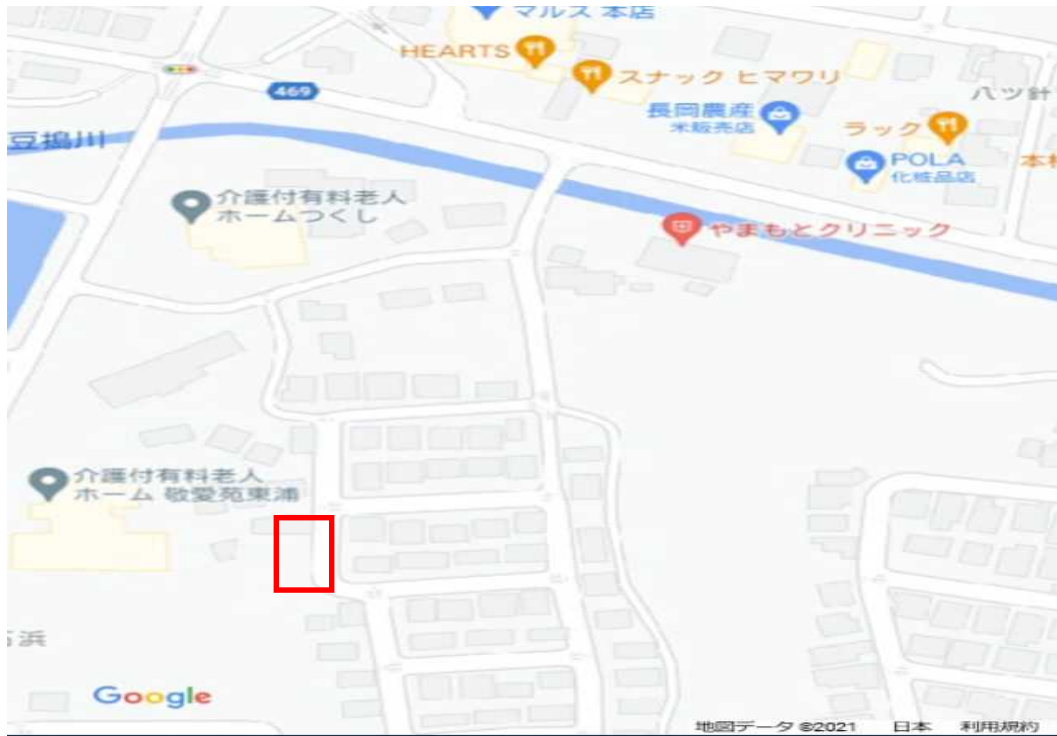 マルス 本店
HEARTS
スナック ヒマワリ
469
八ツ針
長岡農産
米販売店
ラック
豆搗川
POLA
化粧品店
介護付有料老人
ホームつくし
やまもとクリニック
介護付有料老人
ホーム 敬愛苑東浦
浜
Google
地図データ ©2021 日本 利用規約